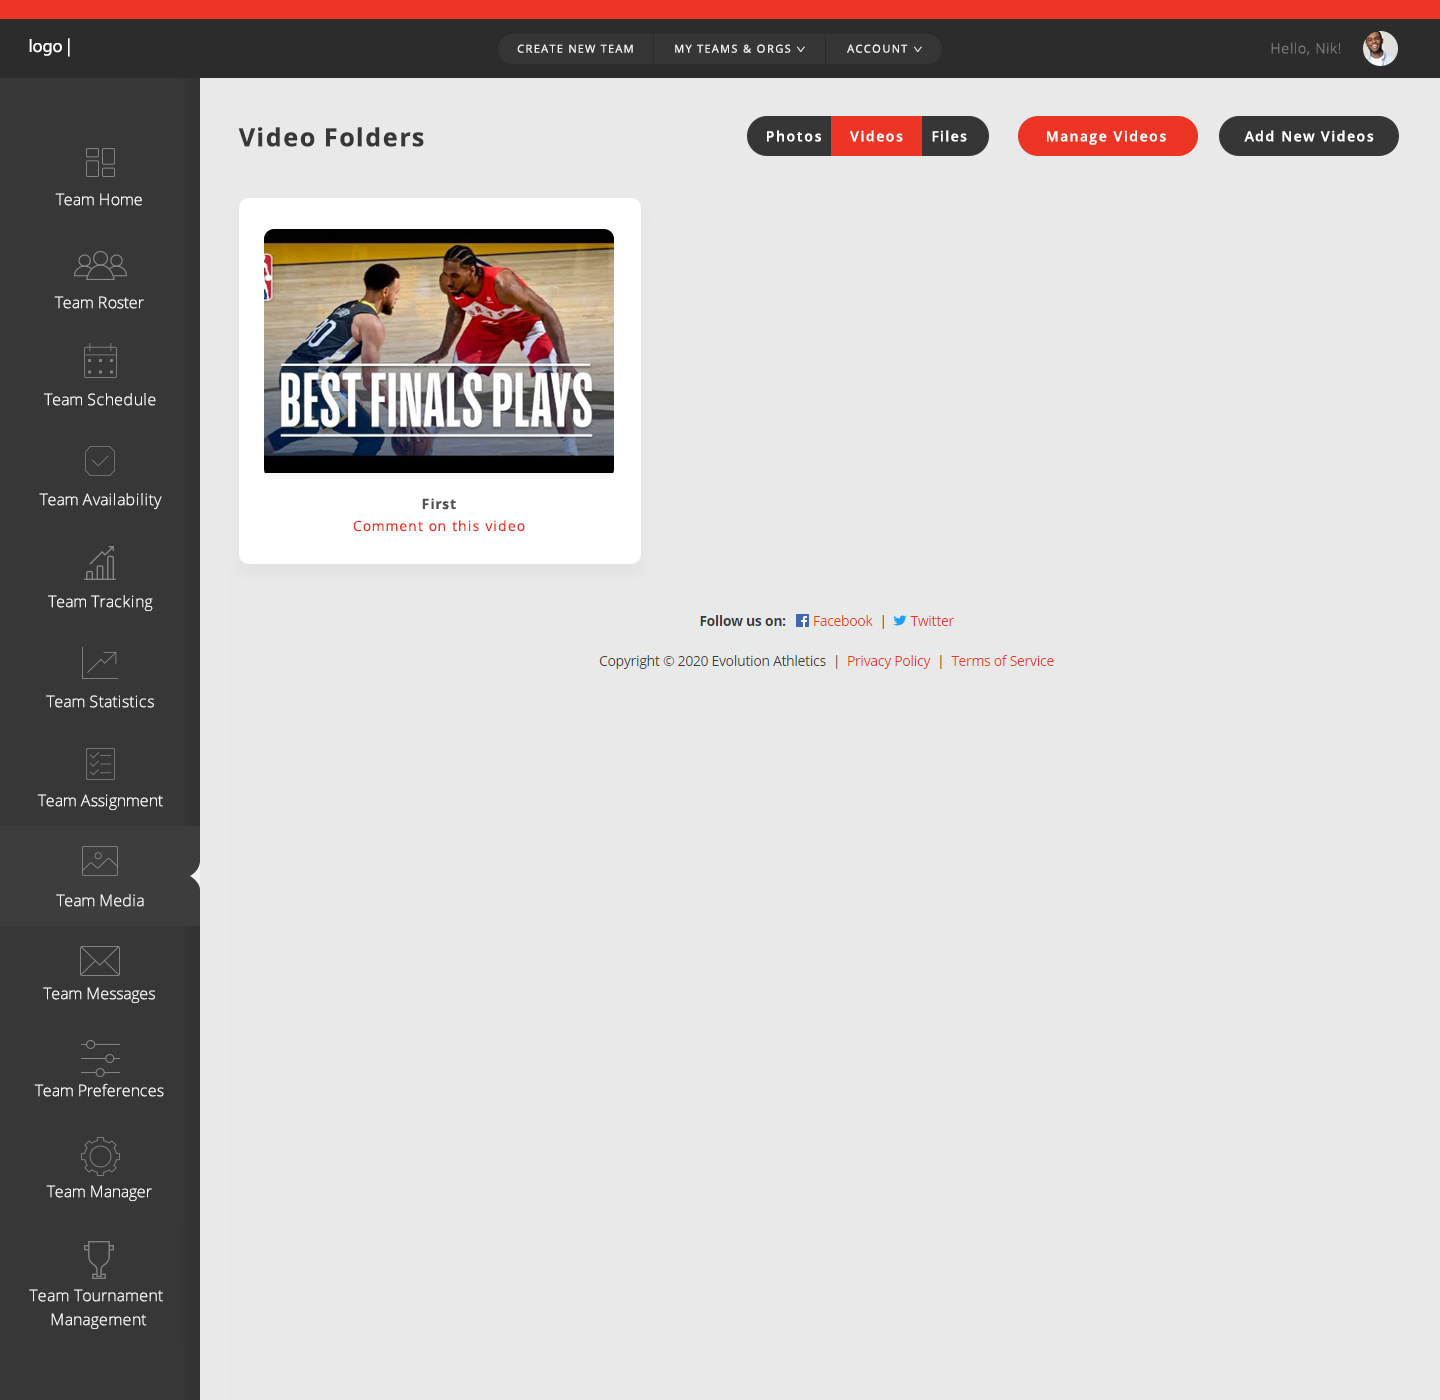 logo |
CREATE NEW TEAM
MY TEAMS & ORGS
ACCOUNT
Hello, Nik!
Video Folders
Photos
Videos
Files
Manage Videos
Add New Videos
Team Home
Team Roster
Team Schedule
Team Availability
Team Tracking
Team Statistics
Team Assignment
Team Media
Team Messages
Team Preferences
Team Manager
Team Tournament
Management
30
BEST FINALS PLAYS
First
Comment on this video
Follow us on: Facebook | Twitter
Copyright © 2020 Evolution Athletics | Privacy Policy | Terms of Service